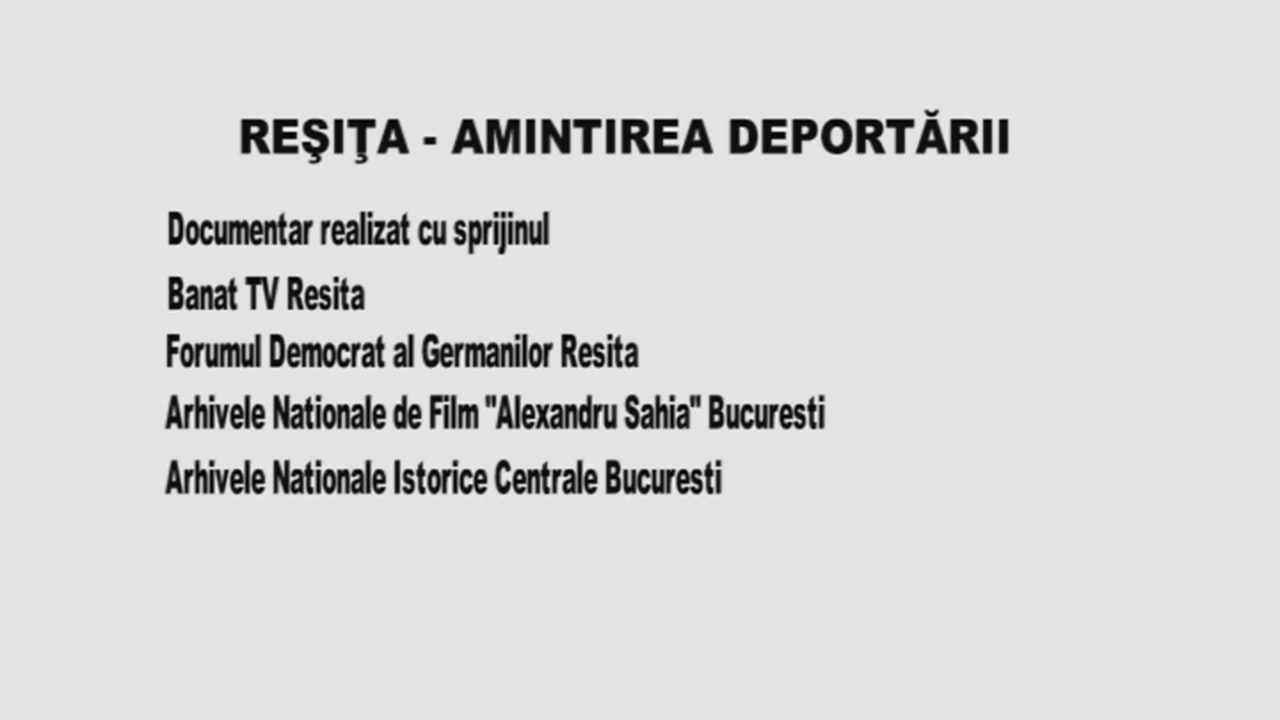 REŞIŢA - AMINTIREA DEPORTĂRII
Documentar realizat cu sprijinul
Banat TV Resita
Forumul Democrat al Germanilor Resita
Arhivele Nationale de Film "Alexandru Sahia" Bucuresti
Arhivele Nationale Istorice Centrale Bucuresti